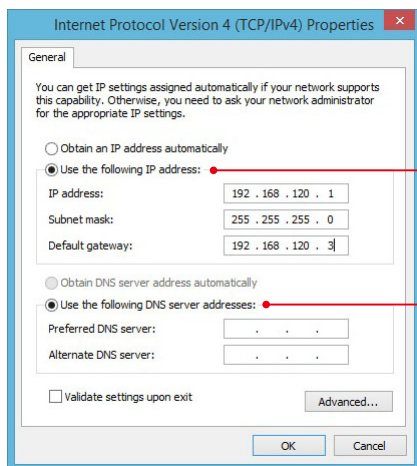 Internet Protocol Version 4 (TCP/IPv4) Properties
General
You can get IP settings assigned automatically if your network supports
this capability. Otherwise, you need to ask your network administrator
for the appropriate IP settings.
Obtain an IP address automatically
Use the following IP address:
IP address: 192 . 168 . 120 . 1
Subnet mask: 255 . 255 . 255 . 0
Default gateway: 192 . 168 . 120 . 3
Obtain DNS server address automatically
Use the following DNS server addresses:
Preferred DNS server: . . .
Alternate DNS server: . . .
Validate settings upon exit
Advanced...
OK Cancel